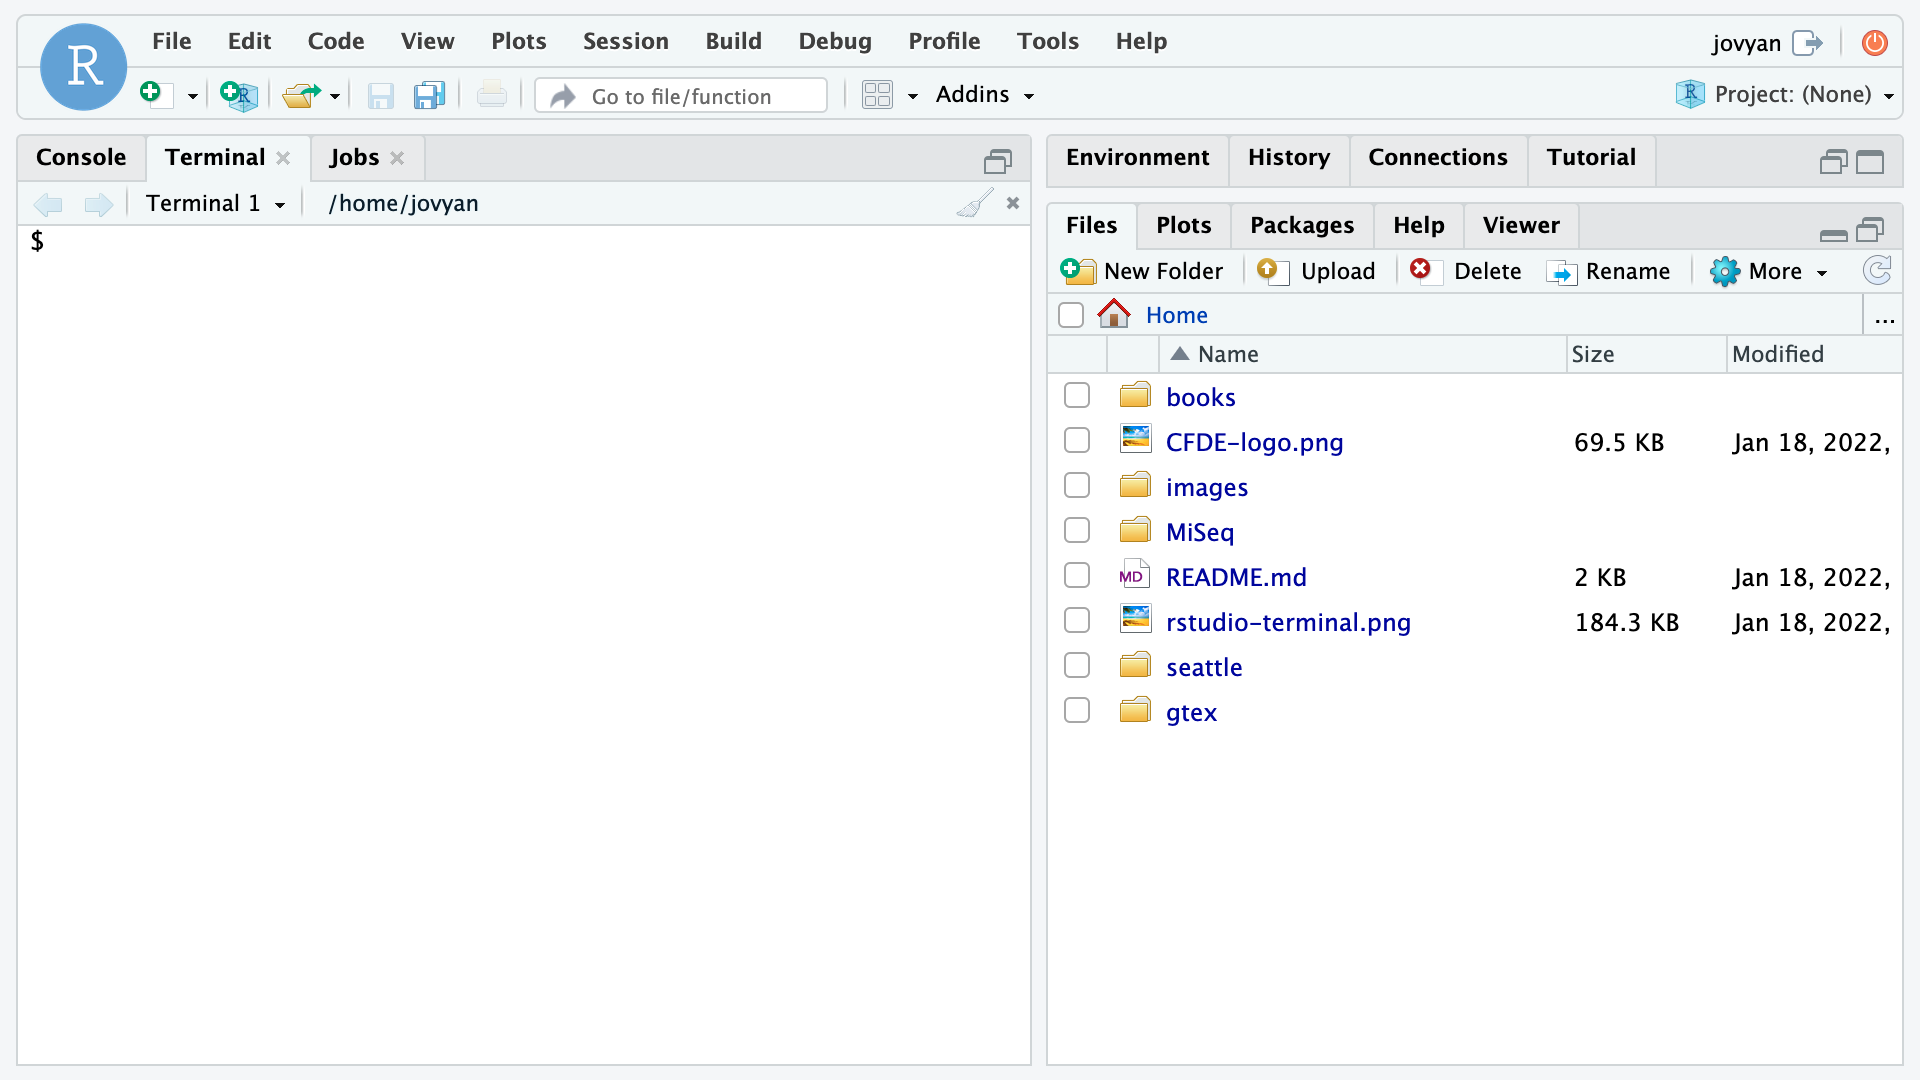 R
File Edit Code View Plots Session Build Debug Profile Tools Help
jovyan
R Go to file/function Addins
R Project: (None)
Console Terminal Jobs
Terminal 1 /home/jovyan
$
Environment History Connections Tutorial
Files Plots Packages Help Viewer
New Folder Upload Delete Rename More
Home ...
Name Size Modified
books
CFDE-logo.png 69.5 KB Jan 18, 2022,
images
MiSeq
MD README.md 2 KB Jan 18, 2022,
rstudio-terminal.png 184.3 KB Jan 18, 2022,
seattle
gtex